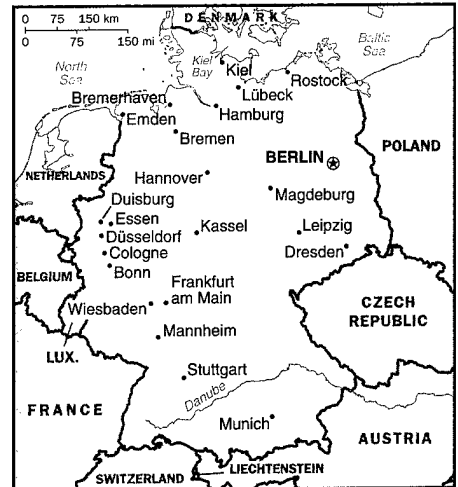 DENMARK
0 75 150 km
0 75 150 mi
Baltic
Sea
North
Sea
Kiel
Bay
Kiel
Rostock
Lübeck
Bremerhaven
Hamburg
Emden
Bremen
POLAND
BERLIN
NETHERLANDS
Hannover
Magdeburg
Duisburg
Essen
Kassel
Leipzig
Düsseldorf
Dresden
Cologne
BELGIUM
Bonn
Frankfurt
am Main
Wiesbaden
CZECH
REPUBLIC
Mannheim
LUX.
Stuttgart
Danube
FRANCE
Munich
AUSTRIA
LIECHTENSTEIN
SWITZERLAND